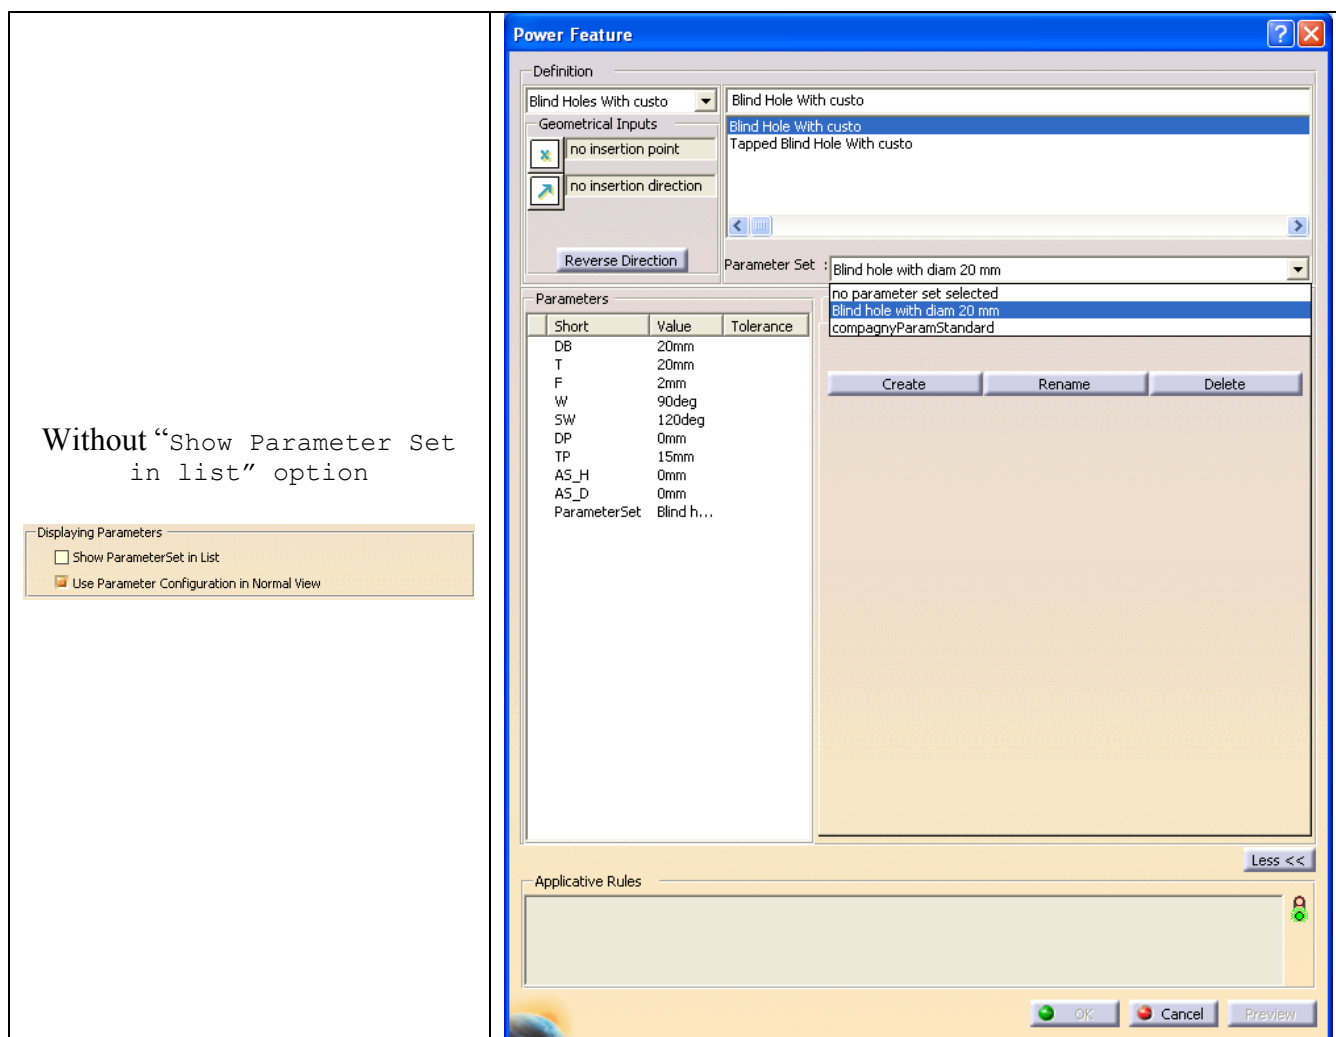 Without “Show Parameter Set
in list” option
Displaying Parameters
Show ParameterSet in List
Use Parameter Configuration in Normal View
Power Feature
Definition
Blind Holes With custo
Blind Hole With custo
Geometrical Inputs
Blind Hole With custo
no insertion point
Tapped Blind Hole With custo
no insertion direction
Reverse Direction
Parameter Set :
Blind hole with diam 20 mm
no parameter set selected
Blind hole with diam 20 mm
compagnyParamStandard
Parameters
Short Value Tolerance
DB 20mm
T 20mm
F 2mm
W 90deg
SW 120deg
DP 0mm
TP 15mm
AS_H 0mm
AS_D 0mm
ParameterSet Blind h...
Create Rename Delete
Less <<
Applicative Rules
OK Cancel Preview